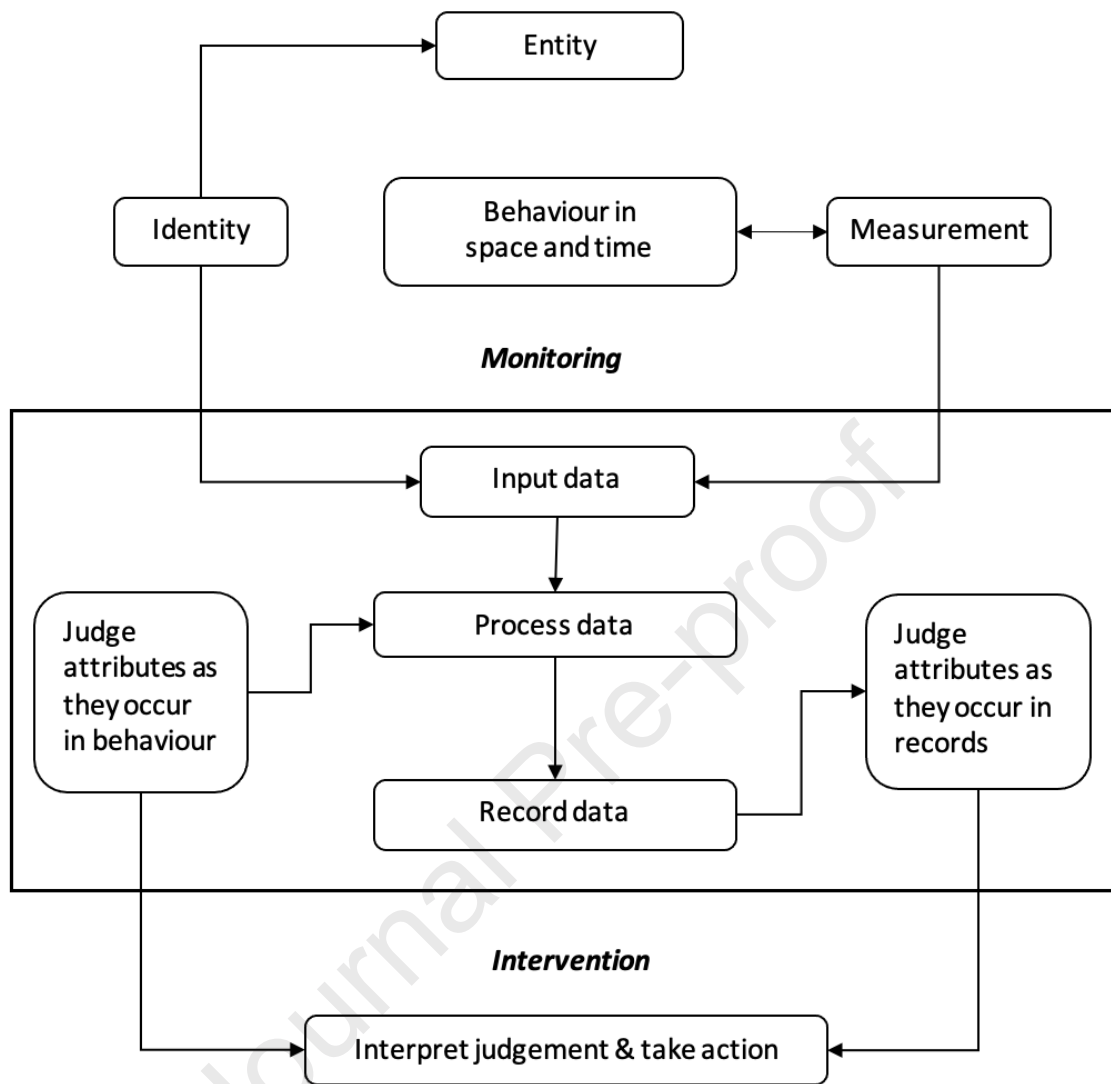 Entity
Identity
Behaviour in
space and time
Measurement
Monitoring
Input data
Judge
attributes as
they occur
in behaviour
Process data
Judge
attributes as
they occur in
records
Record data
Intervention
Interpret judgement & take action
Journal Pre-proof